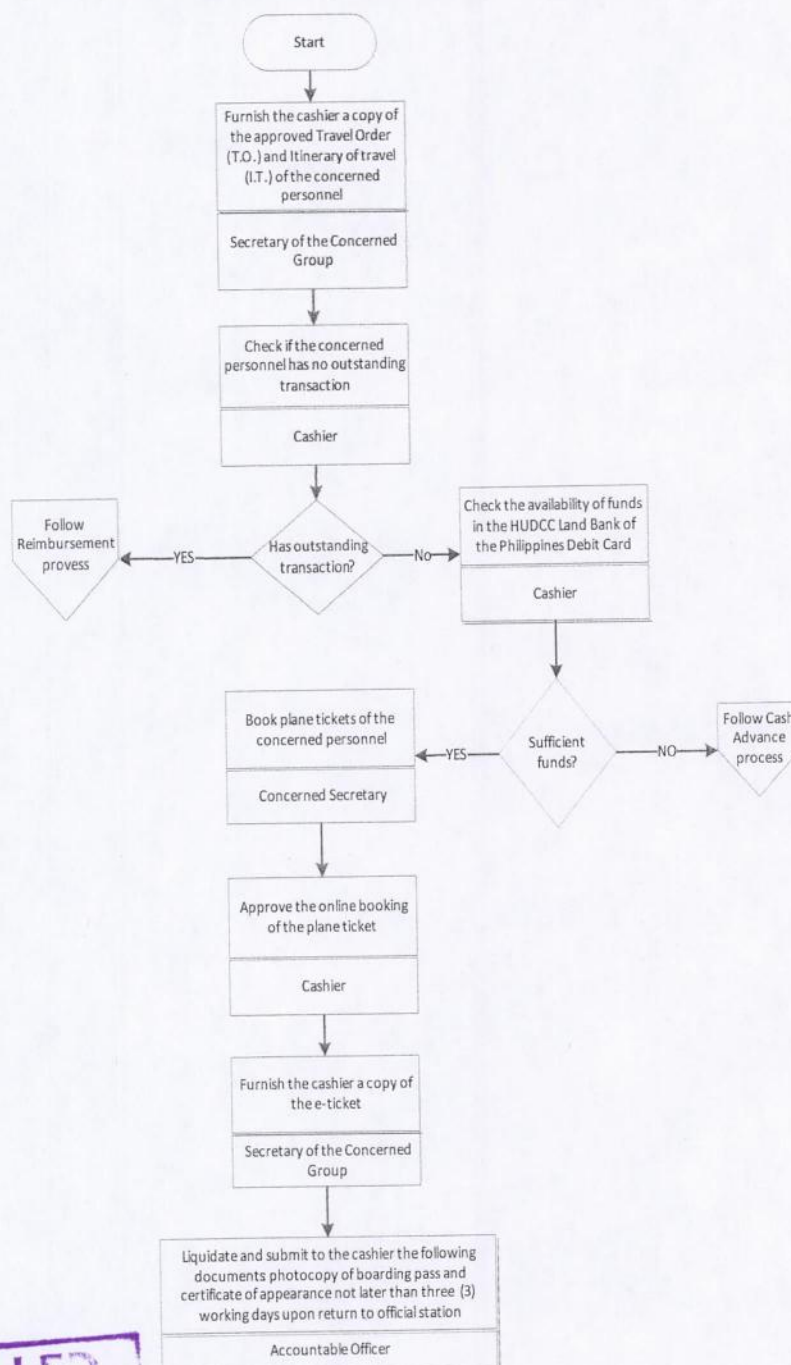 Start
Furnish the cashier a copy of
the approved Travel Order
(T.O.) and Itinerary of travel
(I.T.) of the concerned
personnel
Secretary of the Concerned
Group
Check if the concerned
personnel has no outstanding
transaction
Cashier
Follow
Reimbursement
provess
YES
Has outstanding
transaction?
No
Check the availability of funds
in the HUDCC Land Bank of
the Philippines Debit Card
Cashier
Book plane tickets of the
concerned personnel
Concerned Secretary
YES
Sufficient
funds?
NO
Follow Cash
Advance
process
Approve the online booking
of the plane ticket
Cashier
Furnish the cashier a copy of
the e-ticket
Secretary of the Concerned
Group
Liquidate and submit to the cashier the following
documents photocopy of boarding pass and
certificate of appearance not later than three (3)
working days upon return to official station
Accountable Officer